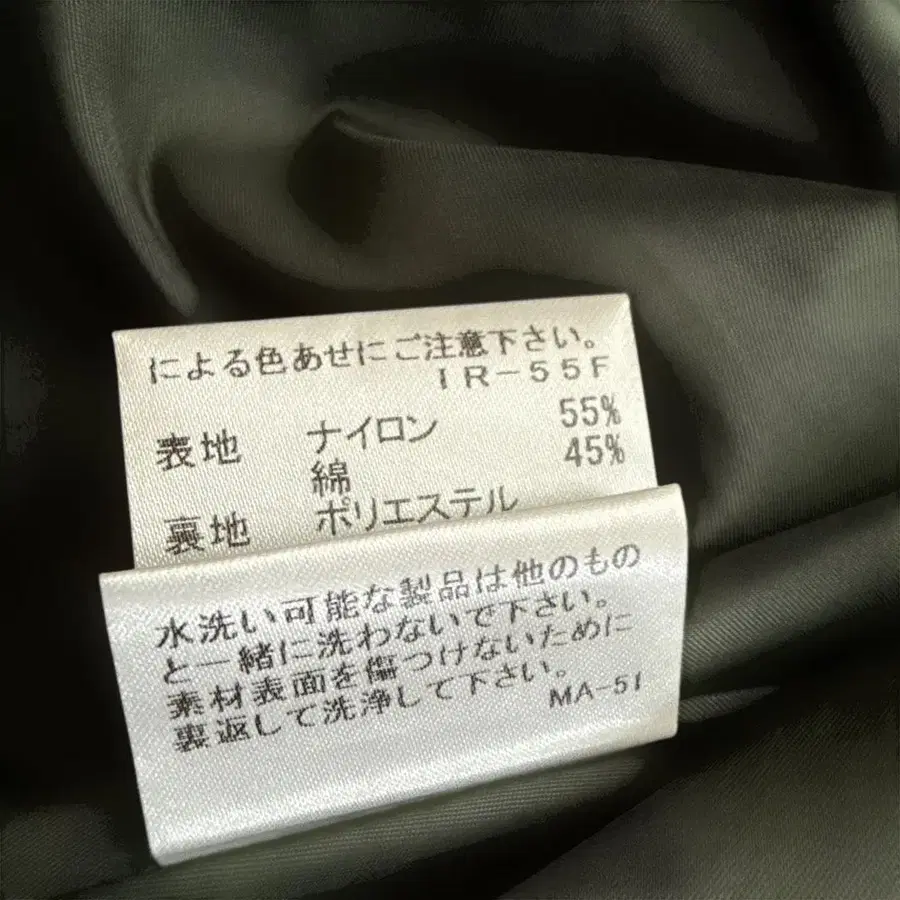 による色あせにご注意下さい。
IR-55F
表地 ナイロン 55%
綿 45%
裏地 ポリエステル
水洗い可能な製品は他のもの
と一緒に洗わないで下さい。
素材表面を傷つけないために
裏返して洗浄して下さい。
MA-51